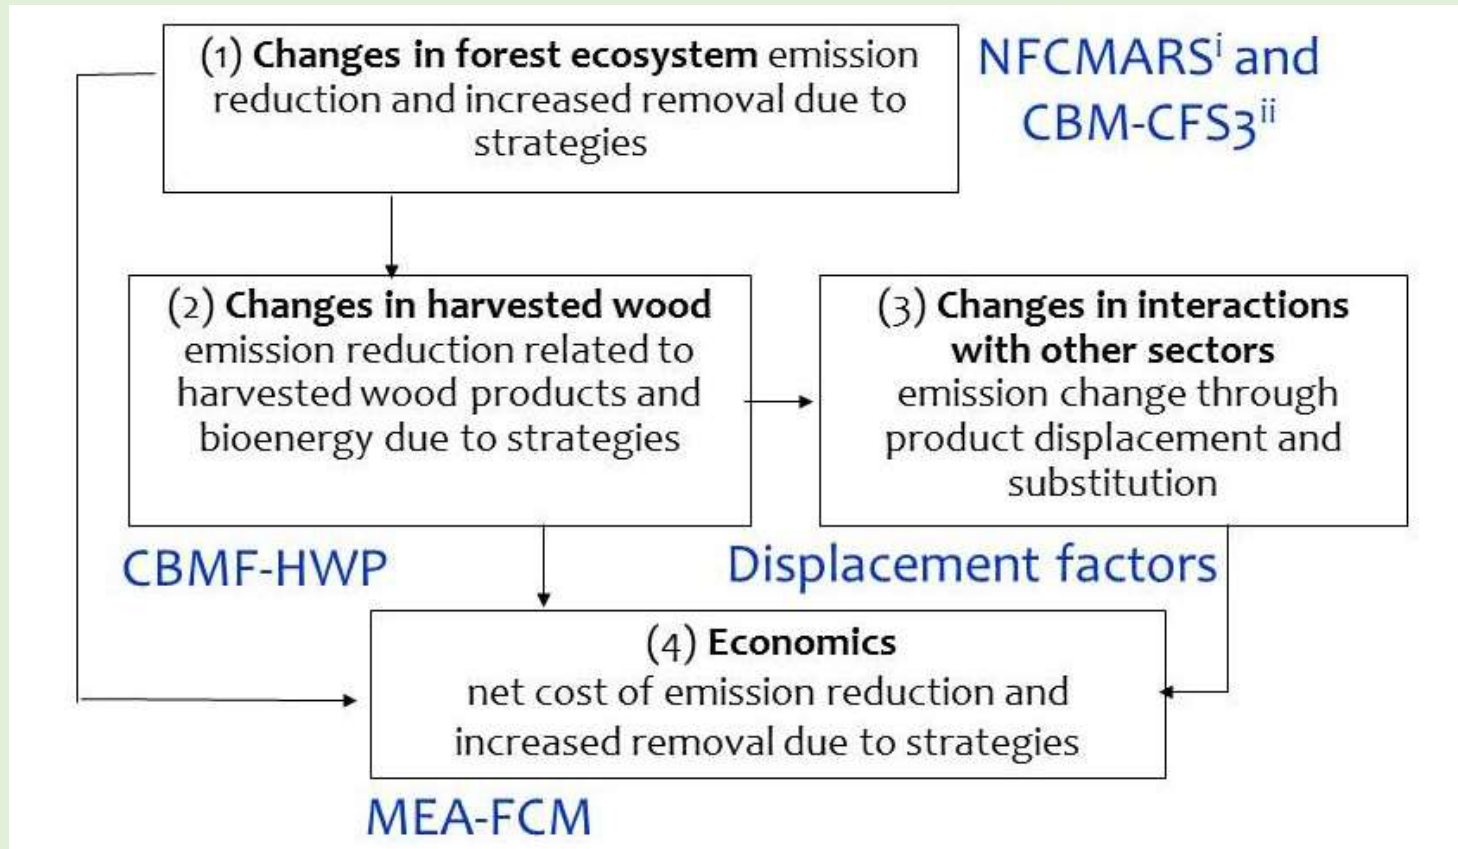 (1) Changes in forest ecosystem emission
reduction and increased removal due to
strategies
NFCMARSⁱ and
CBM-CFS3ⁱⁱ
(2) Changes in harvested wood
emission reduction related to
harvested wood products and
bioenergy due to strategies
(3) Changes in interactions
with other sectors
emission change through
product displacement and
substitution
CBMF-HWP
Displacement factors
(4) Economics
net cost of emission reduction and
increased removal due to strategies
MEA-FCM